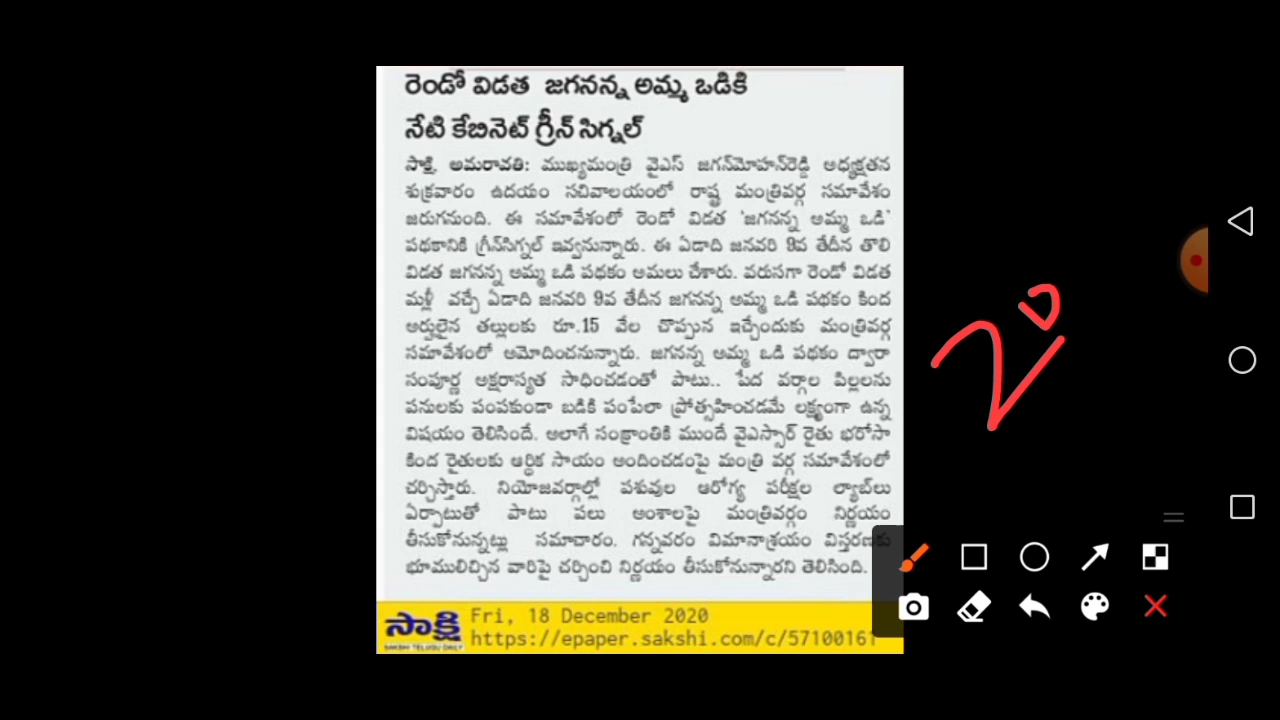 రెండో విడత జగనన్న అమ్మ ఒడికి
నేటి కేబినెట్ గ్రీన్ సిగ్నల్
సాక్షి, అమరావతి: ముఖ్యమంత్రి వైఎస్ జగన్‌మోహన్‌రెడ్డి అధ్యక్షతన
శుక్రవారం ఉదయం సచివాలయంలో రాష్ట్ర మంత్రివర్గ సమావేశం
జరుగనుంది. ఈ సమావేశంలో రెండో విడత 'జగనన్న అమ్మ ఒడి'
పథకానికి గ్రీన్‌సిగ్నల్ ఇవ్వనున్నారు. ఈ ఏడాది జనవరి 9వ తేదీన తొలి
విడత జగనన్న అమ్మ ఒడి పథకం అమలు చేశారు. వరుసగా రెండో విడత
మళ్లీ వచ్చే ఏడాది జనవరి 9వ తేదీన జగనన్న అమ్మ ఒడి పథకం కింద
అర్హులైన తల్లులకు రూ.15 వేల చొప్పున ఇచ్చేందుకు మంత్రివర్గ
సమావేశంలో ఆమోదించనున్నారు. జగనన్న అమ్మ ఒడి పథకం ద్వారా
సంపూర్ణ అక్షరాస్యత సాధించడంతో పాటు.. పేద వర్గాల పిల్లలను
పనులకు పంపకుండా బడికి పంపేలా ప్రోత్సహించడమే లక్ష్యంగా ఉన్న
విషయం తెలిసిందే. అలాగే సంక్రాంతికి ముందే వైఎస్సార్ రైతు భరోసా
కింద రైతులకు ఆర్థిక సాయం అందించడంపై మంత్రి వర్గ సమావేశంలో
చర్చిస్తారు. నియోజవర్గాల్లో పశువుల ఆరోగ్య పరీక్షల ల్యాబ్‌లు
ఏర్పాటుతో పాటు పలు అంశాలపై మంత్రివర్గం నిర్ణయం
తీసుకోనున్నట్లు సమాచారం. గన్నవరం విమానాశ్రయం విస్తరణకు
భూములిచ్చిన వారిపై చర్చించి నిర్ణయం తీసుకోనున్నారని తెలిసింది.
సాక్షి Fri, 18 December 2020
SAKSHI TELUGU DAILY https://epaper.sakshi.com/c/57100161